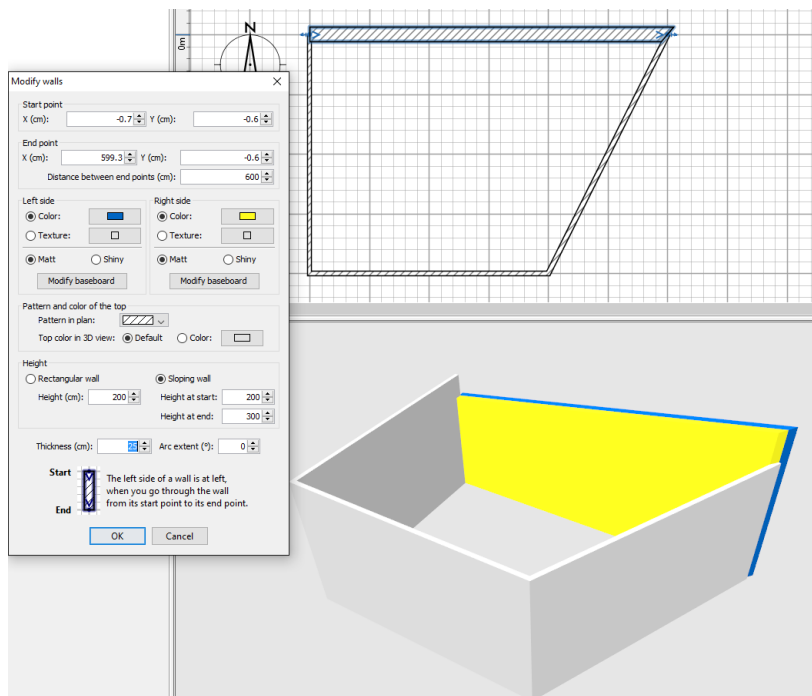 N
0m
Modify walls
Start point
X (cm): -0.7 Y (cm): -0.6
End point
X (cm): 599.3 Y (cm): -0.6
Distance between end points (cm): 600
Left side Right side
Color: Color:
Texture: Texture:
Matt Shiny Matt Shiny
Modify baseboard Modify baseboard
Pattern and color of the top
Pattern in plan:
Top color in 3D view: Default Color:
Height
Rectangular wall Sloping wall
Height (cm): 200 Height at start: 200
Height at end: 300
Thickness (cm): 25 Arc extent (°): 0
Start
The left side of a wall is at left,
when you go through the wall
from its start point to its end point.
End
OK Cancel